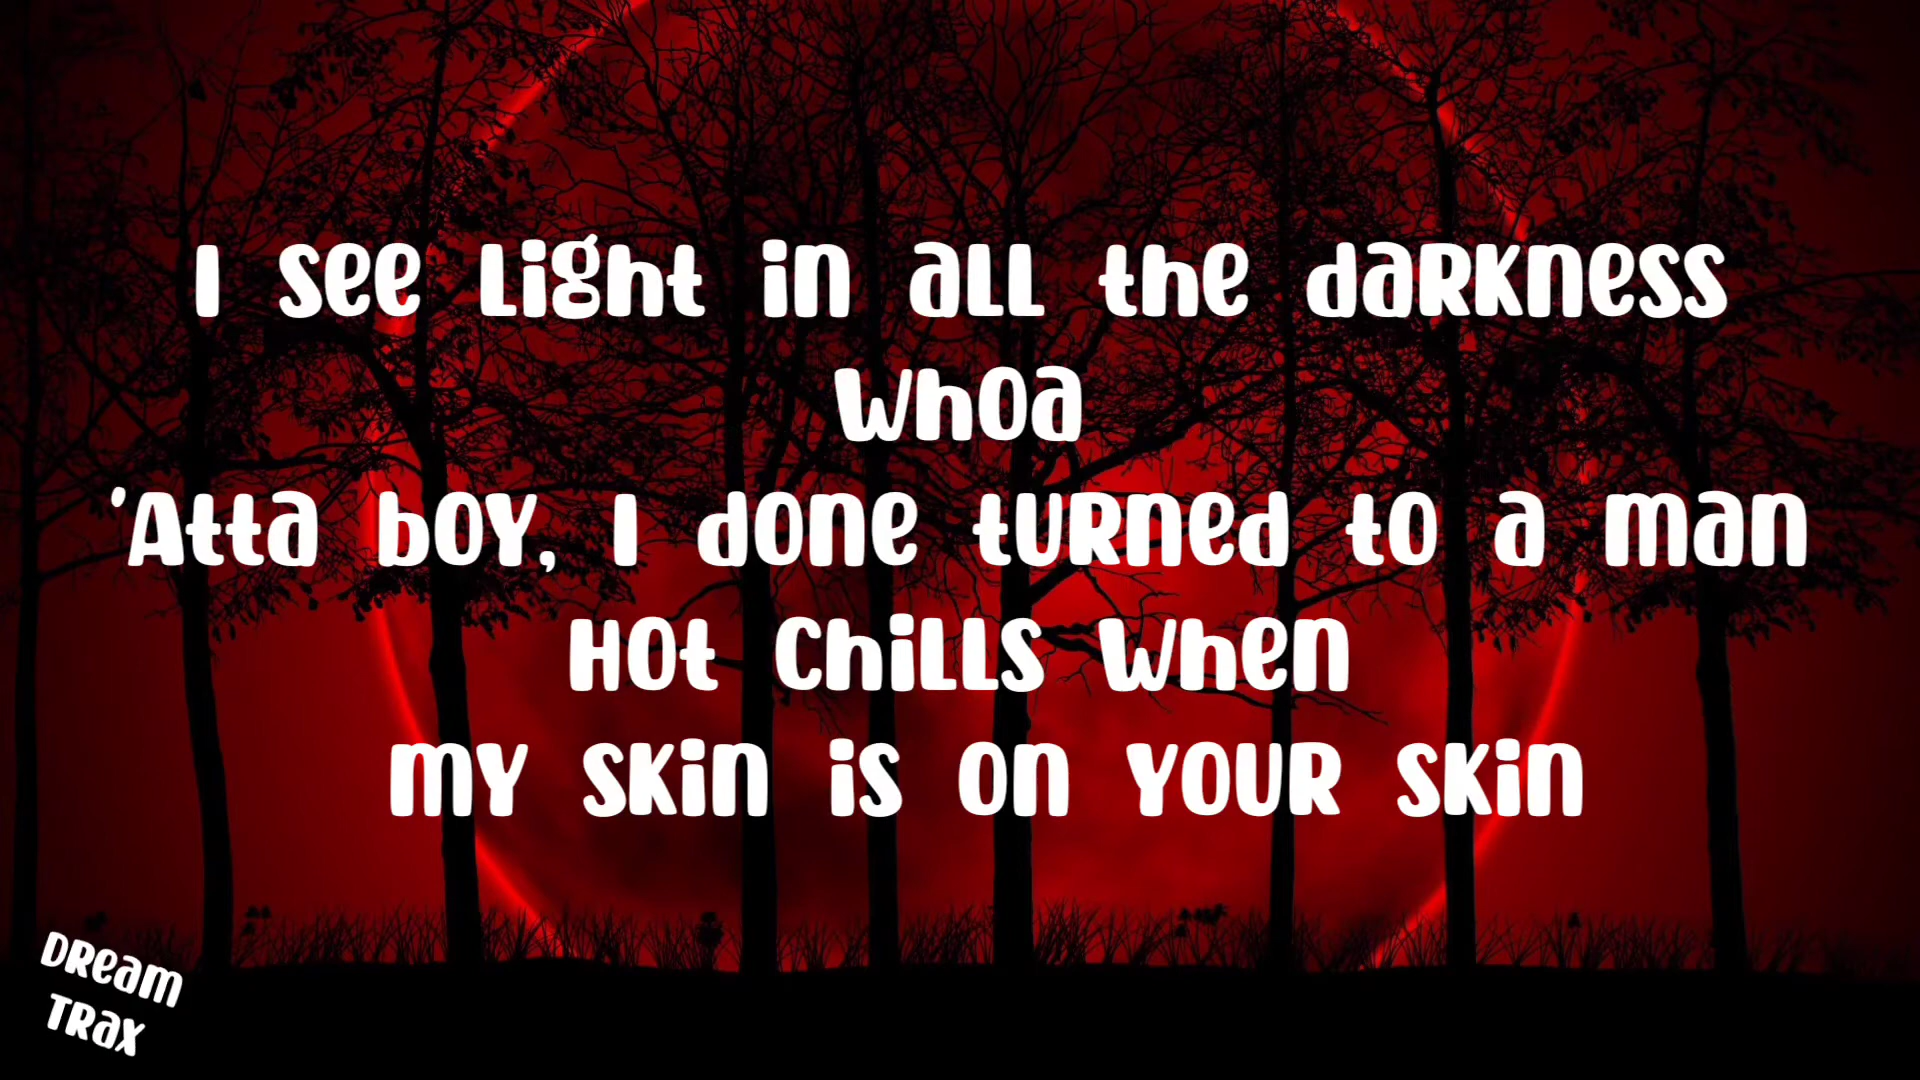 I see light in all the darkness
Whoa
'Atta boy, I done turned to a man
Hot chills when
my skin is on your skin
Dream
Trax